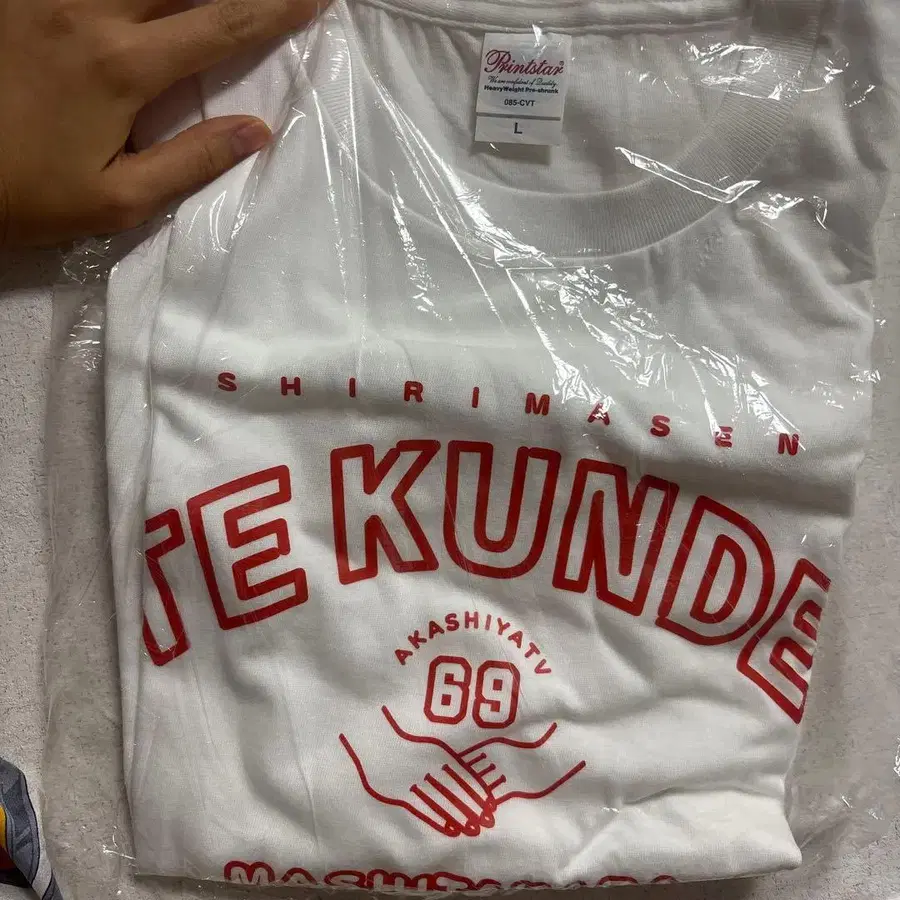 Printstar
We are confident of Quality
HeavyWeight Pre-shrunk
085-CVT
L
SHIRIMASEN
TE KUNDE
AKASHIYATV
69